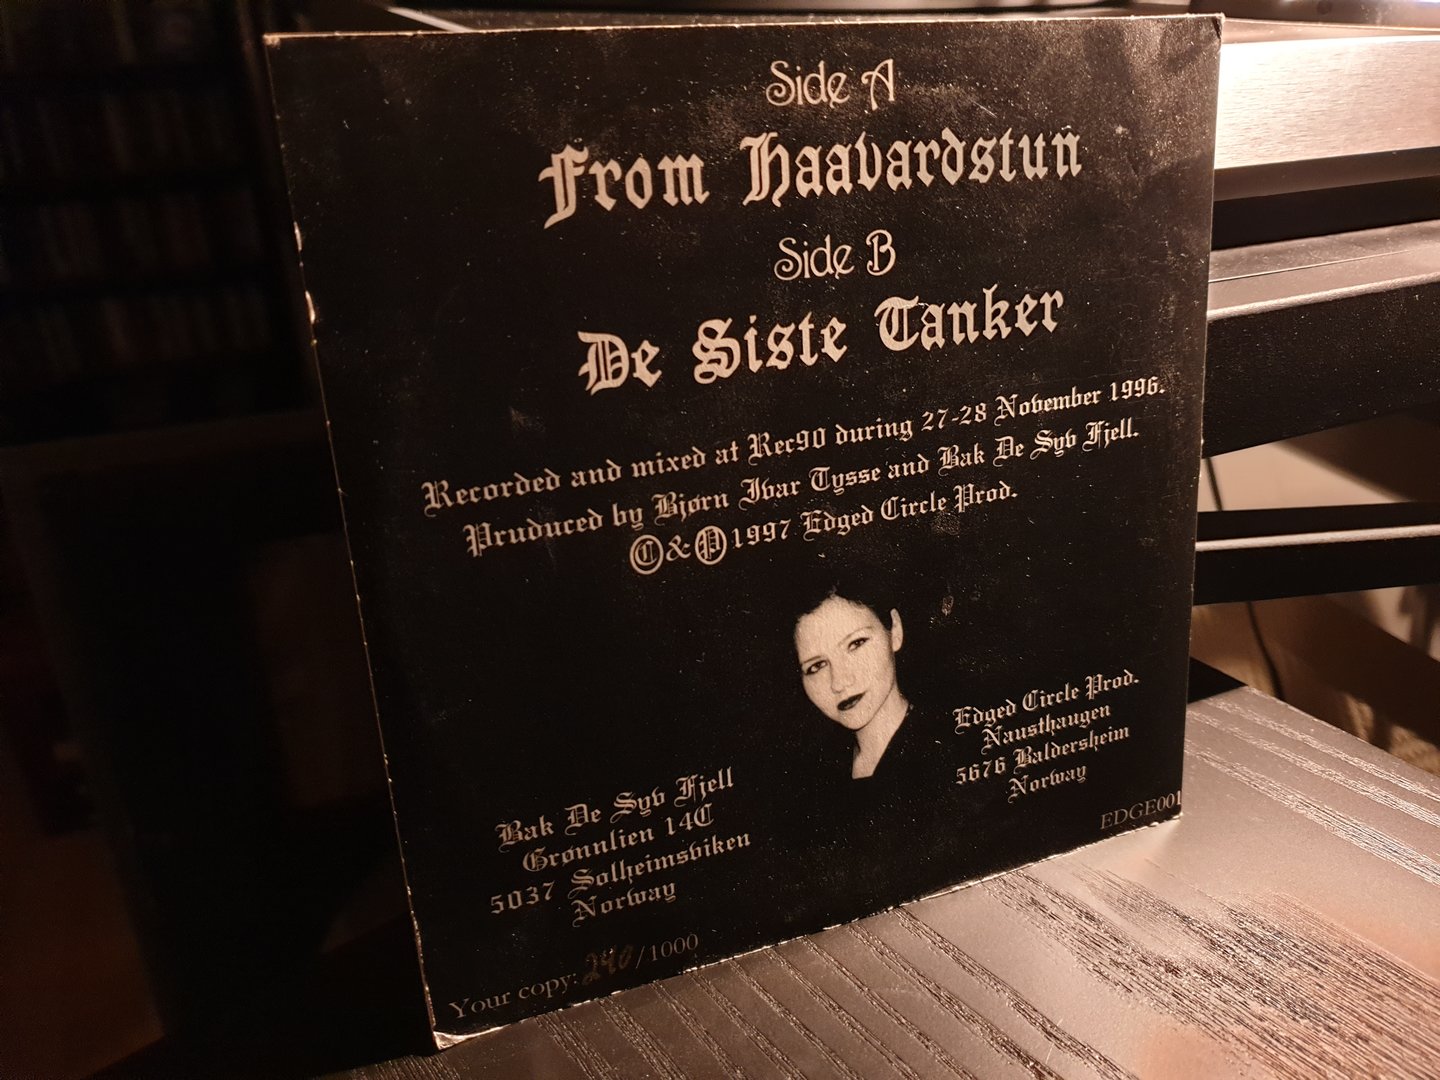 Side A
From Haavardstun
Side B
De Siste Tanker
Recorded and mixed at Rec90 during 27-28 November 1996.
Pruduced by Bjørn Ivar Tysse and Bak De Syv Fjell.
Ⓒ&Ⓟ1997 Edged Circle Prod.
Edged Circle Prod.
Nausthaugen
5676 Baldersheim
Norway
EDGE001
Bak De Syv Fjell
Grønnlien 14C
5037 Solheimsviken
Norway
Your copy: 240/1000